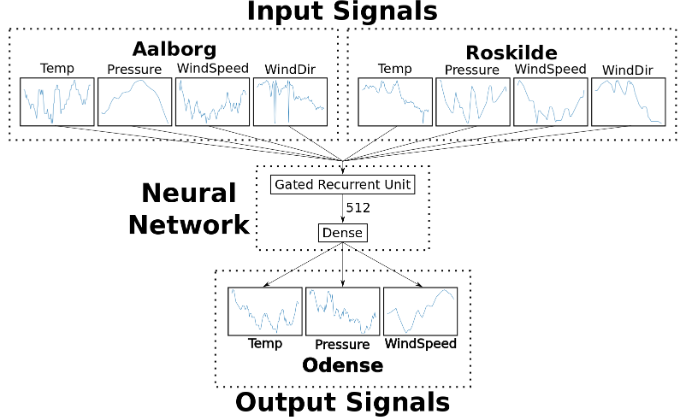 Input Signals
Aalborg
Temp Pressure WindSpeed WindDir
Roskilde
Temp Pressure WindSpeed WindDir
Neural
Network
Gated Recurrent Unit
512
Dense
Temp Pressure WindSpeed
Odense
Output Signals